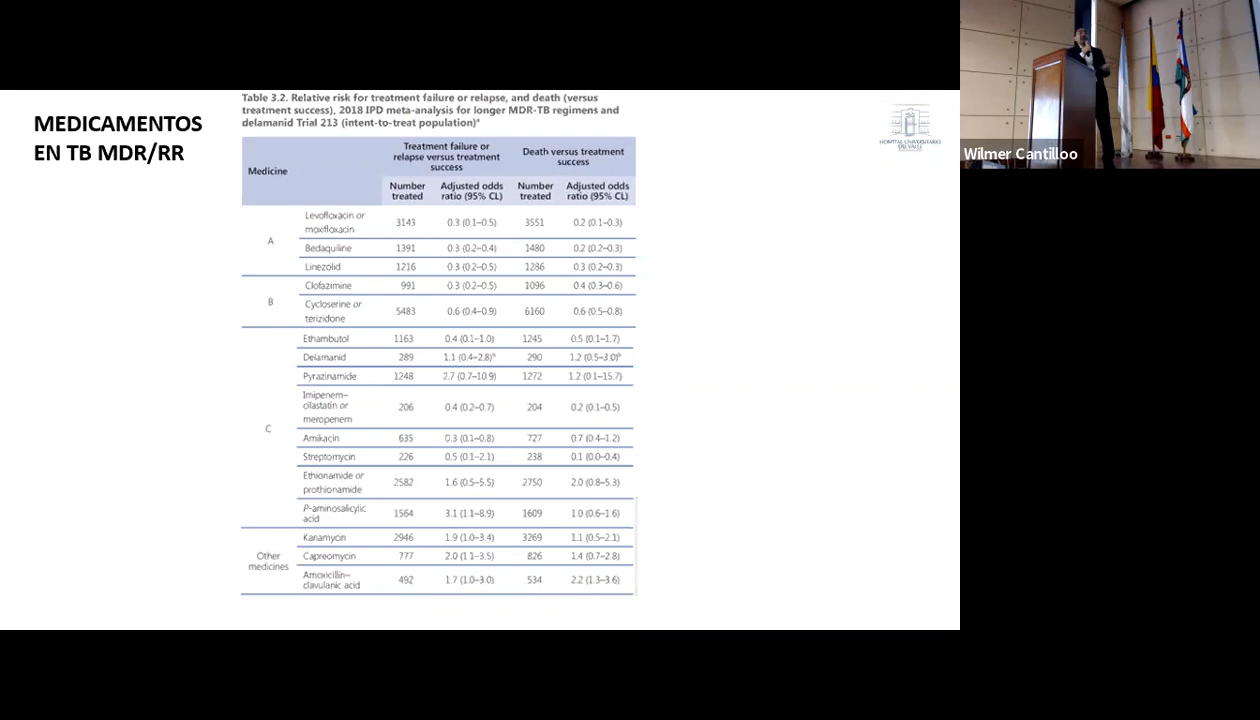 MEDICAMENTOS
EN TB MDR/RR
Table 3.2. Relative risk for treatment failure or relapse, and death (versus
treatment success), 2018 IPD meta-analysis for longer MDR-TB regimens and
delamanid Trial 213 (intent-to-treat population)ª
Medicine
Treatment failure or
relapse versus treatment
success
Death versus treatment
success
Number
treated
Adjusted odds
ratio (95% CL)
Number
treated
Adjusted odds
ratio (95% CL)
A
Levofloxacin or
moxifloxacin
3143 0.3 (0.1–0.5) 3551 0.2 (0.1–0.3)
Bedaquiline 1391 0.3 (0.2–0.4) 1480 0.2 (0.2–0.3)
Linezolid 1216 0.3 (0.2–0.5) 1286 0.3 (0.2–0.3)
B
Clofazimine 991 0.3 (0.2–0.5) 1096 0.4 (0.3–0.6)
Cycloserine or
terizidone
5483 0.6 (0.4–0.9) 6160 0.6 (0.5–0.8)
C
Ethambutol 1163 0.4 (0.1–1.0) 1245 0.5 (0.1–1.7)
Delamanid 289 1.1 (0.4–2.8)ᵇ 290 1.2 (0.5–3.0)ᵇ
Pyrazinamide 1248 2.7 (0.7–10.9) 1272 1.2 (0.1–15.7)
Imipenem–
cilastatin or
meropenem
206 0.4 (0.2–0.7) 204 0.2 (0.1–0.5)
Amikacin 635 0.3 (0.1–0.8) 727 0.7 (0.4–1.2)
Streptomycin 226 0.5 (0.1–2.1) 238 0.1 (0.0–0.4)
Ethionamide or
prothionamide
2582 1.6 (0.5–5.5) 2750 2.0 (0.8–5.3)
P-aminosalicylic
acid
1564 3.1 (1.1–8.9) 1609 1.0 (0.6–1.6)
Other
medicines
Kanamycin 2946 1.9 (1.0–3.4) 3269 1.1 (0.5–2.1)
Capreomycin 777 2.0 (1.1–3.5) 826 1.4 (0.7–2.8)
Amoxicillin–
clavulanic acid
492 1.7 (1.0–3.0) 534 2.2 (1.3–3.6)
HOSPITAL UNIVERSITARIO
DEL VALLE
Wilmer Cantilloo